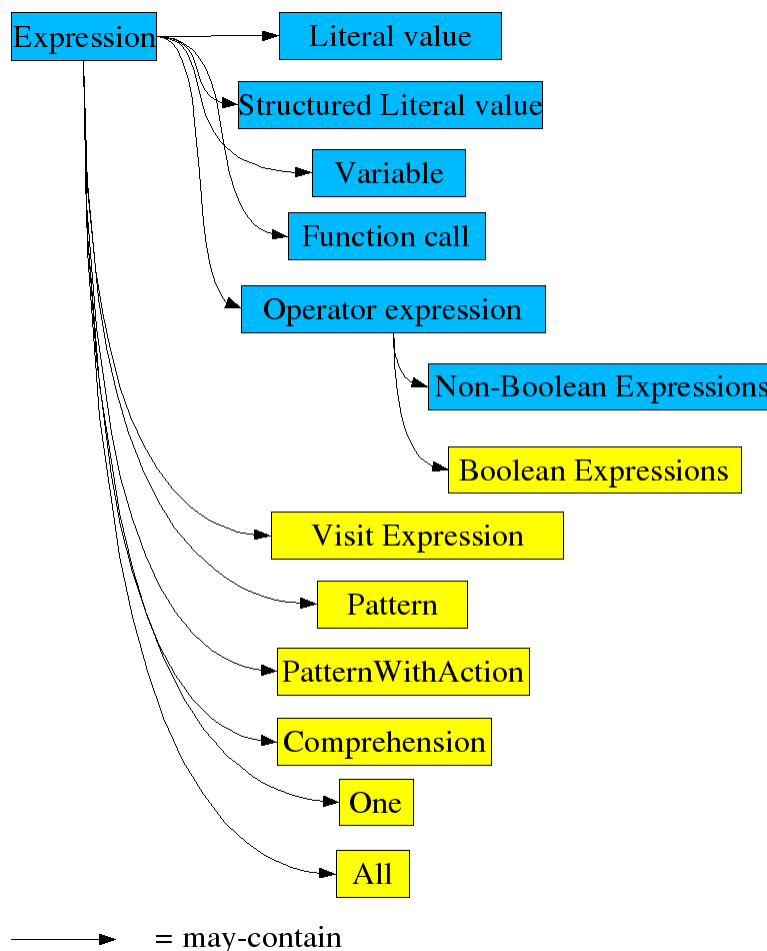 Expression
Literal value
Structured Literal value
Variable
Function call
Operator expression
Non-Boolean Expressions
Boolean Expressions
Visit Expression
Pattern
PatternWithAction
Comprehension
One
All
= may-contain